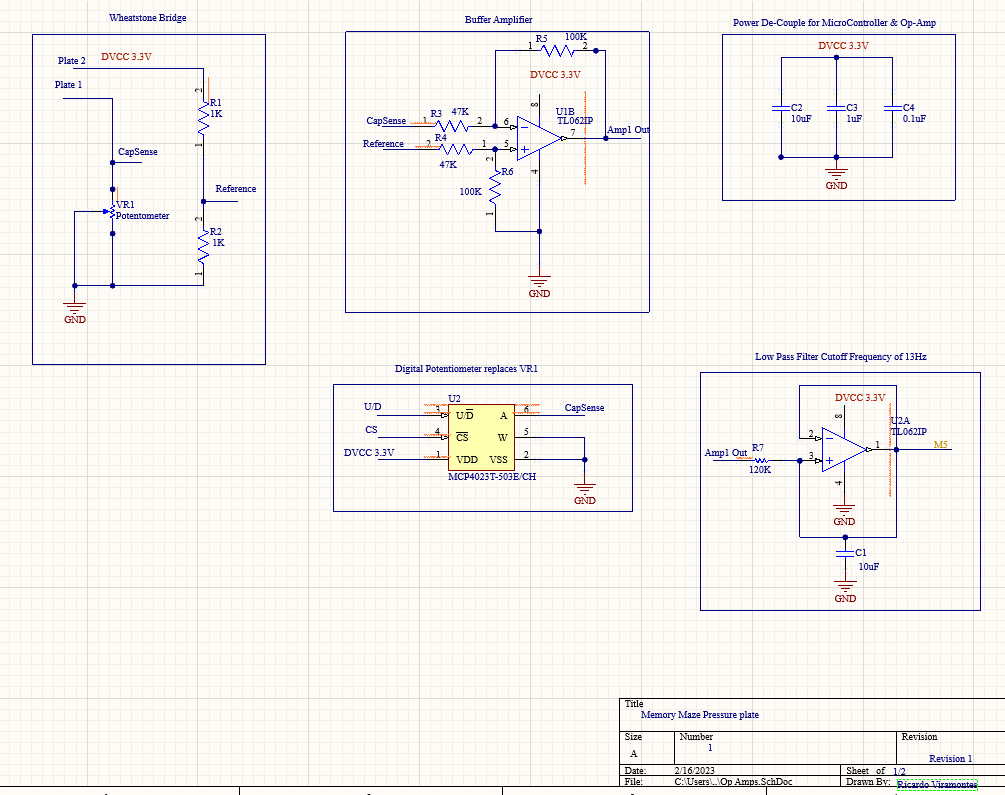 Wheatstone Bridge
Plate 2
DVCC 3.3V
Plate 1
2
R1
1K
1
CapSense
Reference
VR1
Potentometer
2
R2
1K
1
GND
Buffer Amplifier
R5
100K
1
2
DVCC 3.3V
8
U1B
TL062IP
CapSense
1
R3
47K
2
6
7
Amp1 Out
Reference
2
R4
1
5
47K
2
R6
100K
4
1
GND
Power De-Couple for MicroController & Op-Amp
DVCC 3.3V
C2
10uF
C3
1uF
C4
0.1uF
GND
Digital Potentiometer replaces VR1
U2
U/D
3
U/D
A
6
CapSense
CS
4
CS
W
5
DVCC 3.3V
1
VDD
VSS
2
MCP4023T-503E/CH
GND
Low Pass Filter Cutoff Frequency of 13Hz
DVCC 3.3V
8
U2A
TL062IP
2
1
M5
Amp1 Out
R7
120K
3
4
GND
C1
10uF
GND
Title
Memory Maze Pressure plate
Size
Number
Revision
A
1
Revision 1
Date:
2/16/2023
Sheet of
1/2
File:
C:\Users\..\Op Amps.SchDoc
Drawn By:
Ricardo Viramontes